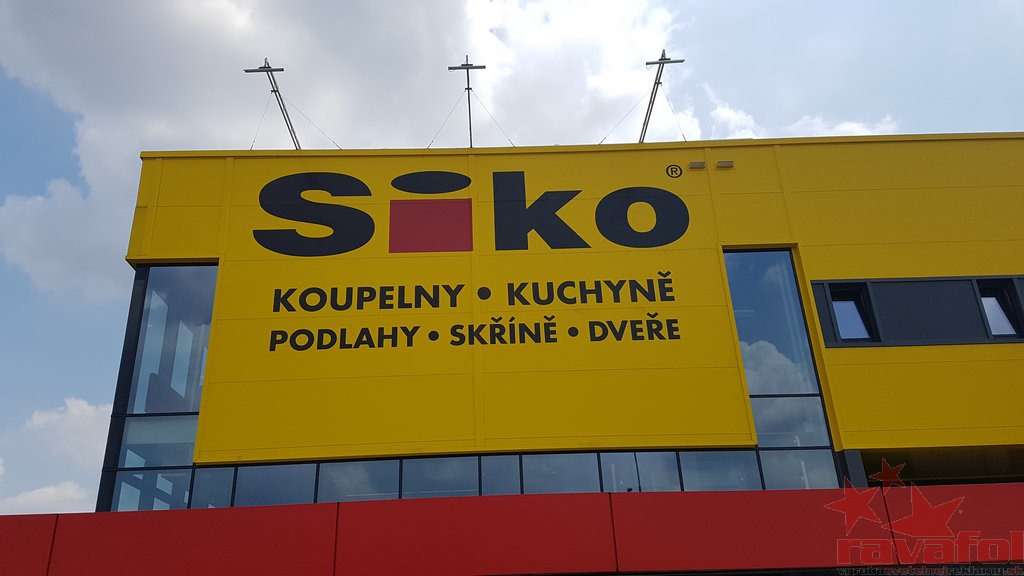 Siko®
KOUPELNY • KUCHYNĚ
PODLAHY • SKŘÍNĚ • DVEŘE
ravafol